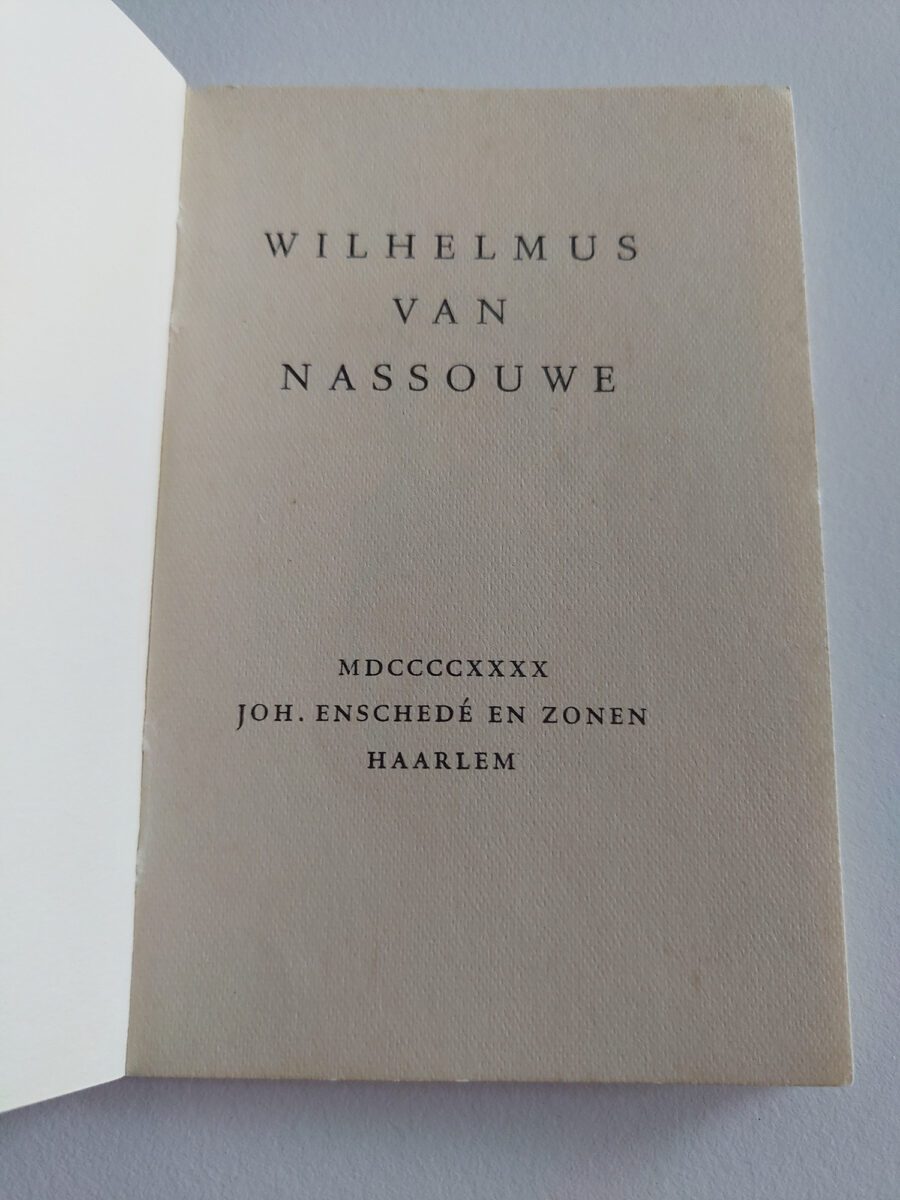 WILHELMUS
VAN
NASSOUWE
MDCCCCXXXX
JOH. ENSCHEDÉ EN ZONEN
HAARLEM